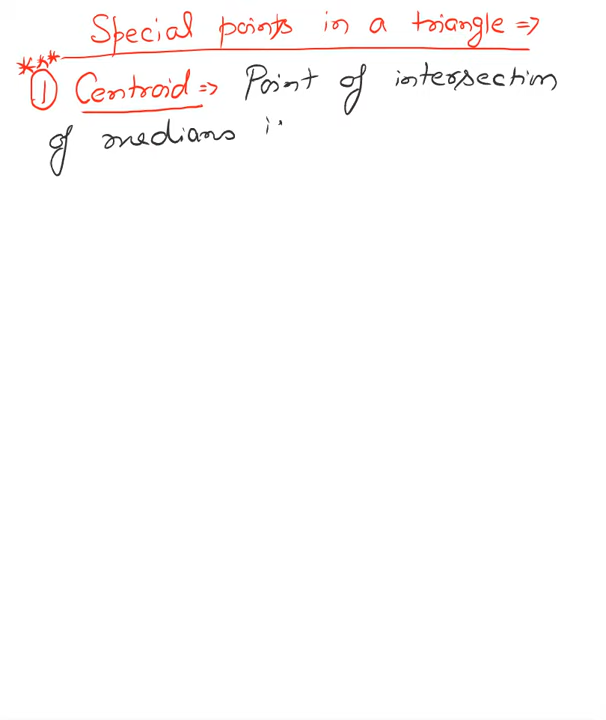 Special points in a triangle =>
*** ① Centroid => Point of intersection
of medians i